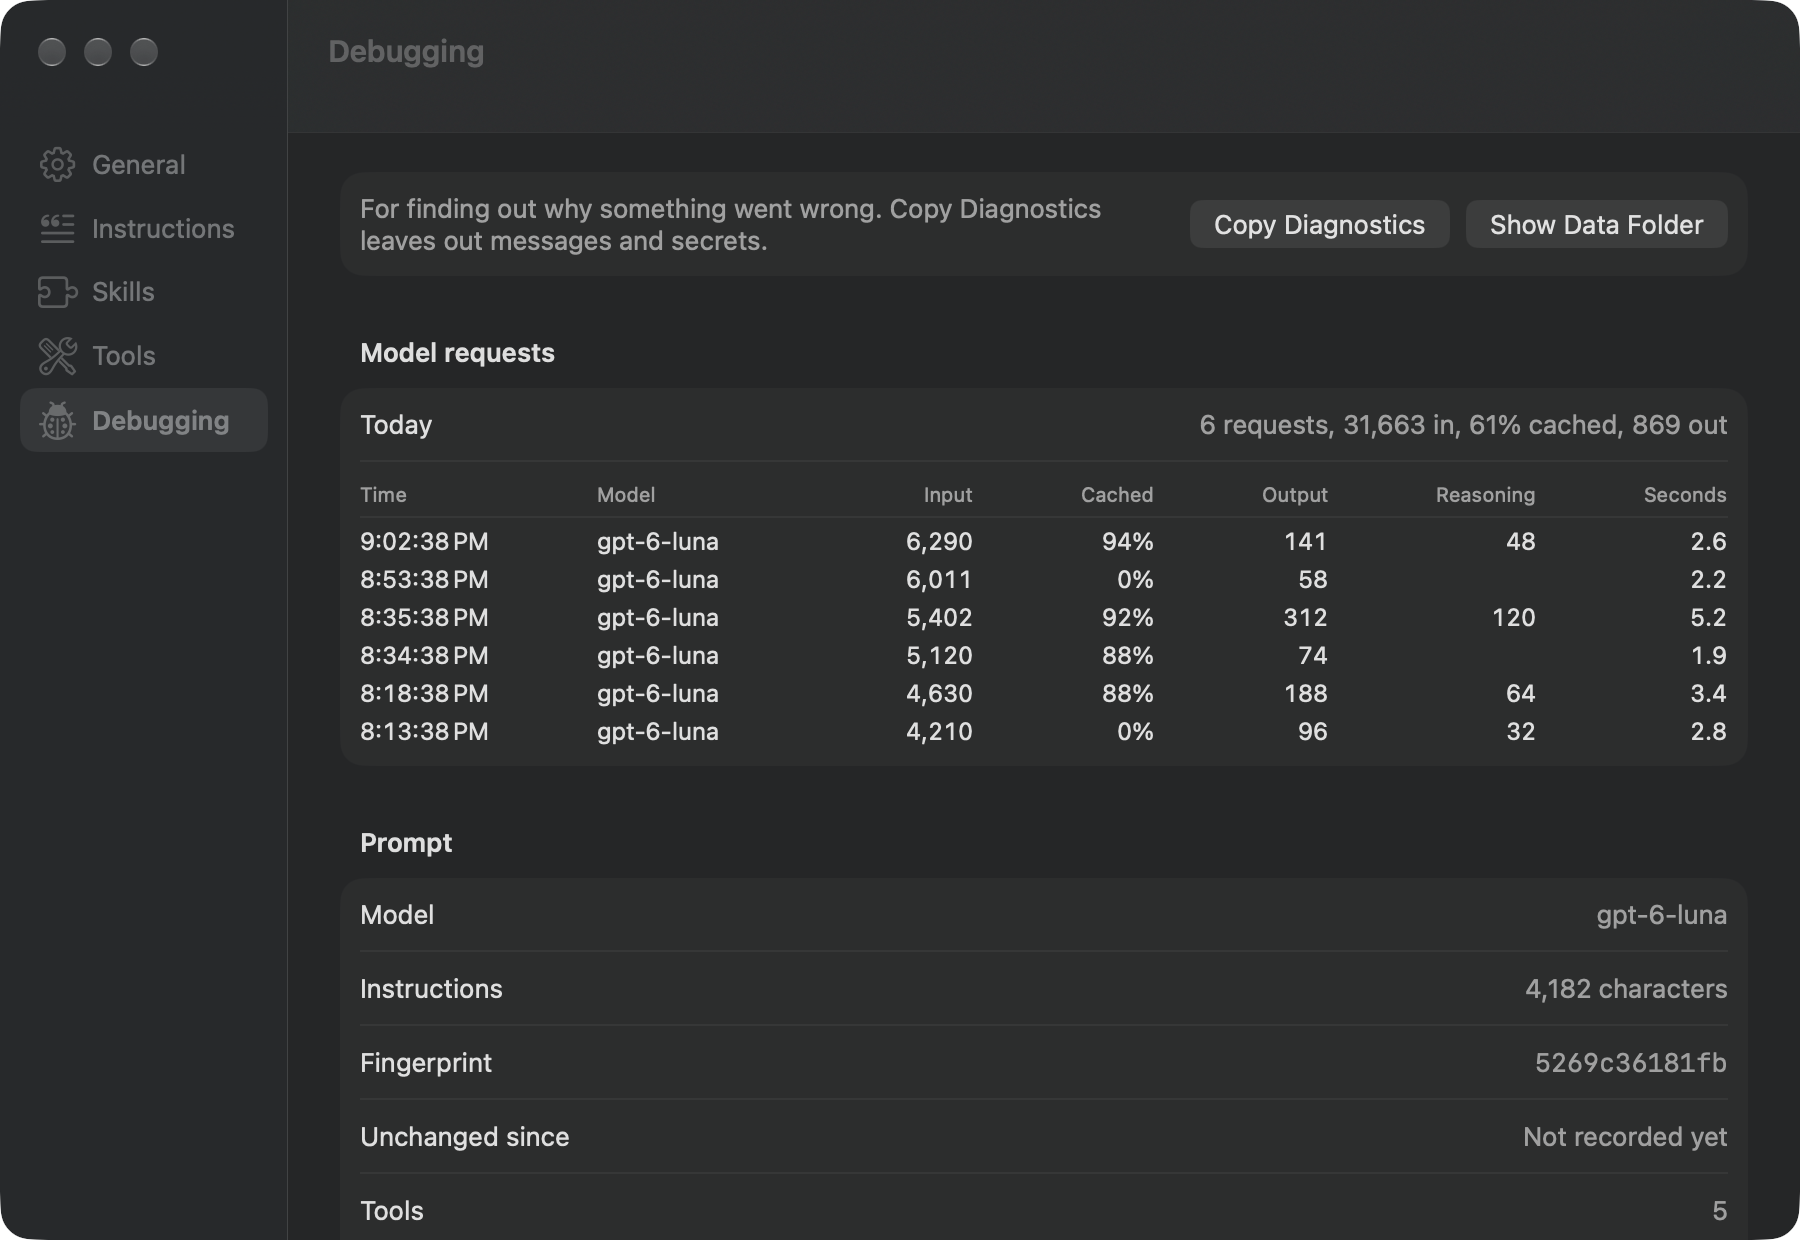 Debugging
General
Instructions
Skills
Tools
Debugging
For finding out why something went wrong. Copy Diagnostics
leaves out messages and secrets.
Copy Diagnostics
Show Data Folder
Model requests
Today 6 requests, 31,663 in, 61% cached, 869 out
Time Model Input Cached Output Reasoning Seconds
9:02:38 PM gpt-6-luna 6,290 94% 141 48 2.6
8:53:38 PM gpt-6-luna 6,011 0% 58 2.2
8:35:38 PM gpt-6-luna 5,402 92% 312 120 5.2
8:34:38 PM gpt-6-luna 5,120 88% 74 1.9
8:18:38 PM gpt-6-luna 4,630 88% 188 64 3.4
8:13:38 PM gpt-6-luna 4,210 0% 96 32 2.8
Prompt
Model gpt-6-luna
Instructions 4,182 characters
Fingerprint 5269c36181fb
Unchanged since Not recorded yet
Tools 5